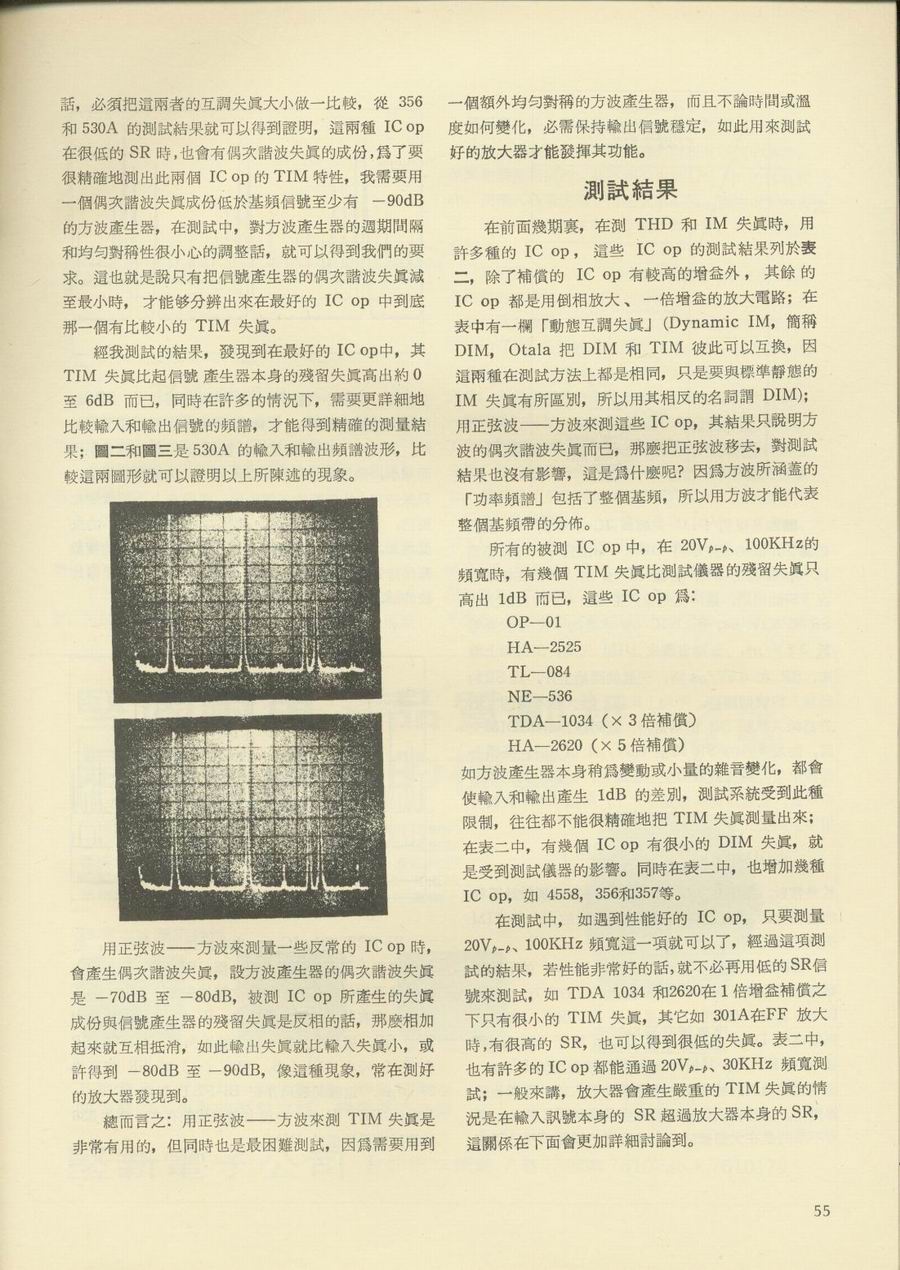 話，必須把這兩者的互調失眞大小做一比較，從 356
和 530A 的測試結果就可以得到證明，這兩種 IC op
在很低的 SR 時，也會有偶次諧波失眞的成份，爲了要
很精確地測出此兩個 IC op 的 TIM 特性，我需要用
一個偶次諧波失眞成份低於基頻信號至少有 －90dB
的方波產生器，在測試中，對方波產生器的週期間隔
和均勻對稱性很小心的調整話，就可以得到我們的要
求。這也就是說只有把信號產生器的偶次諧波失眞減
至最小時，才能够分辨出來在最好的 IC op 中到底
那一個有比較小的 TIM 失眞。
經我測試的結果，發現到在最好的 IC op中，其
TIM 失眞比起信號產生器本身的殘留失眞高出約 0
至 6dB 而已，同時在許多的情況下，需要更詳細地
比較輸入和輸出信號的頻譜，才能得到精確的測量結
果；圖二和圖三是 530A 的輸入和輸出頻譜波形，比
較這兩圖形就可以證明以上所陳述的現象。
用正弦波——方波來測量一些反常的 IC op 時，
會產生偶次諧波失眞，設方波產生器的偶次諧波失眞
是 －70dB 至 －80dB，被測 IC op 所產生的失眞
成份與信號產生器的殘留失眞是反相的話，那麼相加
起來就互相抵消，如此輸出失眞就比輸入失眞小，或
許得到 －80dB 至 －90dB，像這種現象，常在測好
的放大器發現到。
總而言之：用正弦波——方波來測 TIM 失眞是
非常有用的，但同時也是最困難測試，因爲需要用到
一個額外均勻對稱的方波產生器，而且不論時間或溫
度如何變化，必需保持輸出信號穩定，如此用來測試
好的放大器才能發揮其功能。
測試結果
在前面幾期裏，在測 THD 和 IM 失眞時，用
許多種的 IC op，這些 IC op 的測試結果列於表
二，除了補償的 IC op 有較高的增益外，其餘的
IC op 都是用倒相放大、一倍增益的放大電路；在
表中有一欄「動態互調失眞」(Dynamic IM，簡稱
DIM，Otala 把 DIM 和 TIM 彼此可以互換，因
這兩種在測試方法上都是相同，只是要與標準靜態的
IM 失眞有所區別，所以用其相反的名詞謂 DIM)；
用正弦波——方波來測這些 IC op，其結果只說明方
波的偶次諧波失眞而已，那麼把正弦波移去，對測試
結果也沒有影響，這是爲什麼呢？因爲方波所涵蓋的
「功率頻譜」包括了整個基頻，所以用方波才能代表
整個基頻帶的分佈。
所有的被測 IC op 中，在 20Vp-p、100KHz的
頻寬時，有幾個 TIM 失眞比測試儀器的殘留失眞只
高出 1dB 而已，這些 IC op 爲：
OP—01
HA—2525
TL—084
NE—536
TDA—1034（× 3 倍補償）
HA—2620（× 5 倍補償）
如方波產生器本身稍爲變動或小量的雜音變化，都會
使輸入和輸出產生 1dB 的差別，測試系統受到此種
限制，往往都不能很精確地把 TIM 失眞測量出來；
在表二中，有幾個 IC op 有很小的 DIM 失眞，就
是受到測試儀器的影響。同時在表二中，也增加幾種
IC op，如 4558，356和357等。
在測試中，如遇到性能好的 IC op，只要測量
20Vp-p、100KHz 頻寬這一項就可以了，經過這項測
試的結果，若性能非常好的話，就不必再用低的 SR信
號來測試，如 TDA 1034 和2620在 1 倍增益補償之
下只有很小的 TIM 失眞，其它如 301A在FF 放大
時，有很高的 SR，也可以得到很低的失眞。表二中，
也有許多的 IC op 都能通過 20Vp-p、30KHz 頻寬測
試；一般來講，放大器會產生嚴重的 TIM 失眞的情
況是在輸入訊號本身的 SR 超過放大器本身的 SR，
這關係在下面會更加詳細討論到。
55